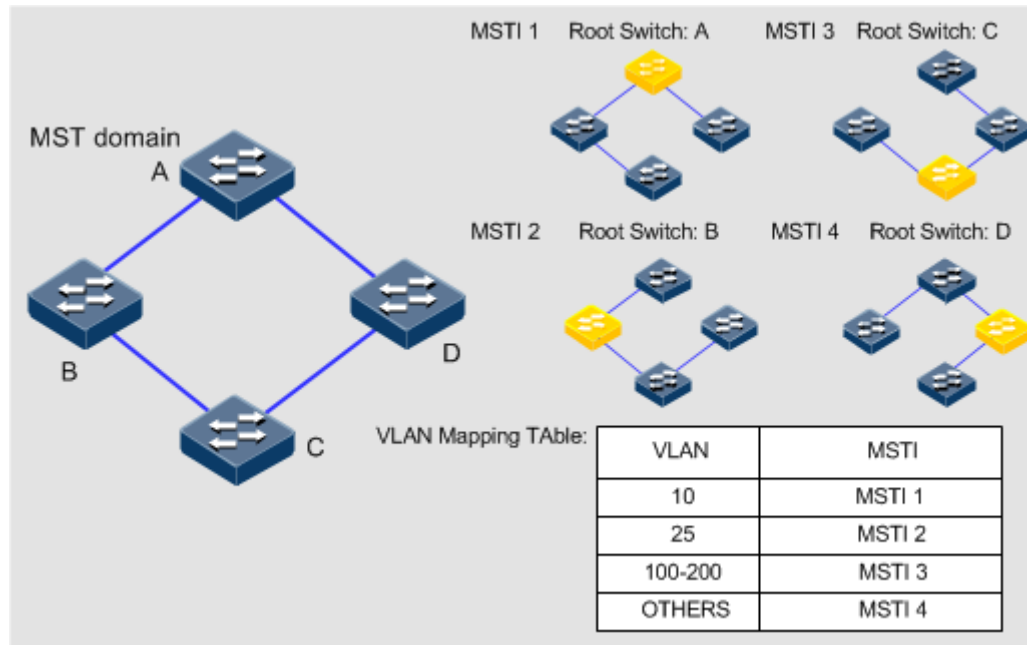 MSTI 1 Root Switch: A MSTI 3 Root Switch: C
MST domain
A
B
C
D
MSTI 2 Root Switch: B MSTI 4 Root Switch: D
VLAN Mapping TAble:
VLAN MSTI
10 MSTI 1
25 MSTI 2
100-200 MSTI 3
OTHERS MSTI 4